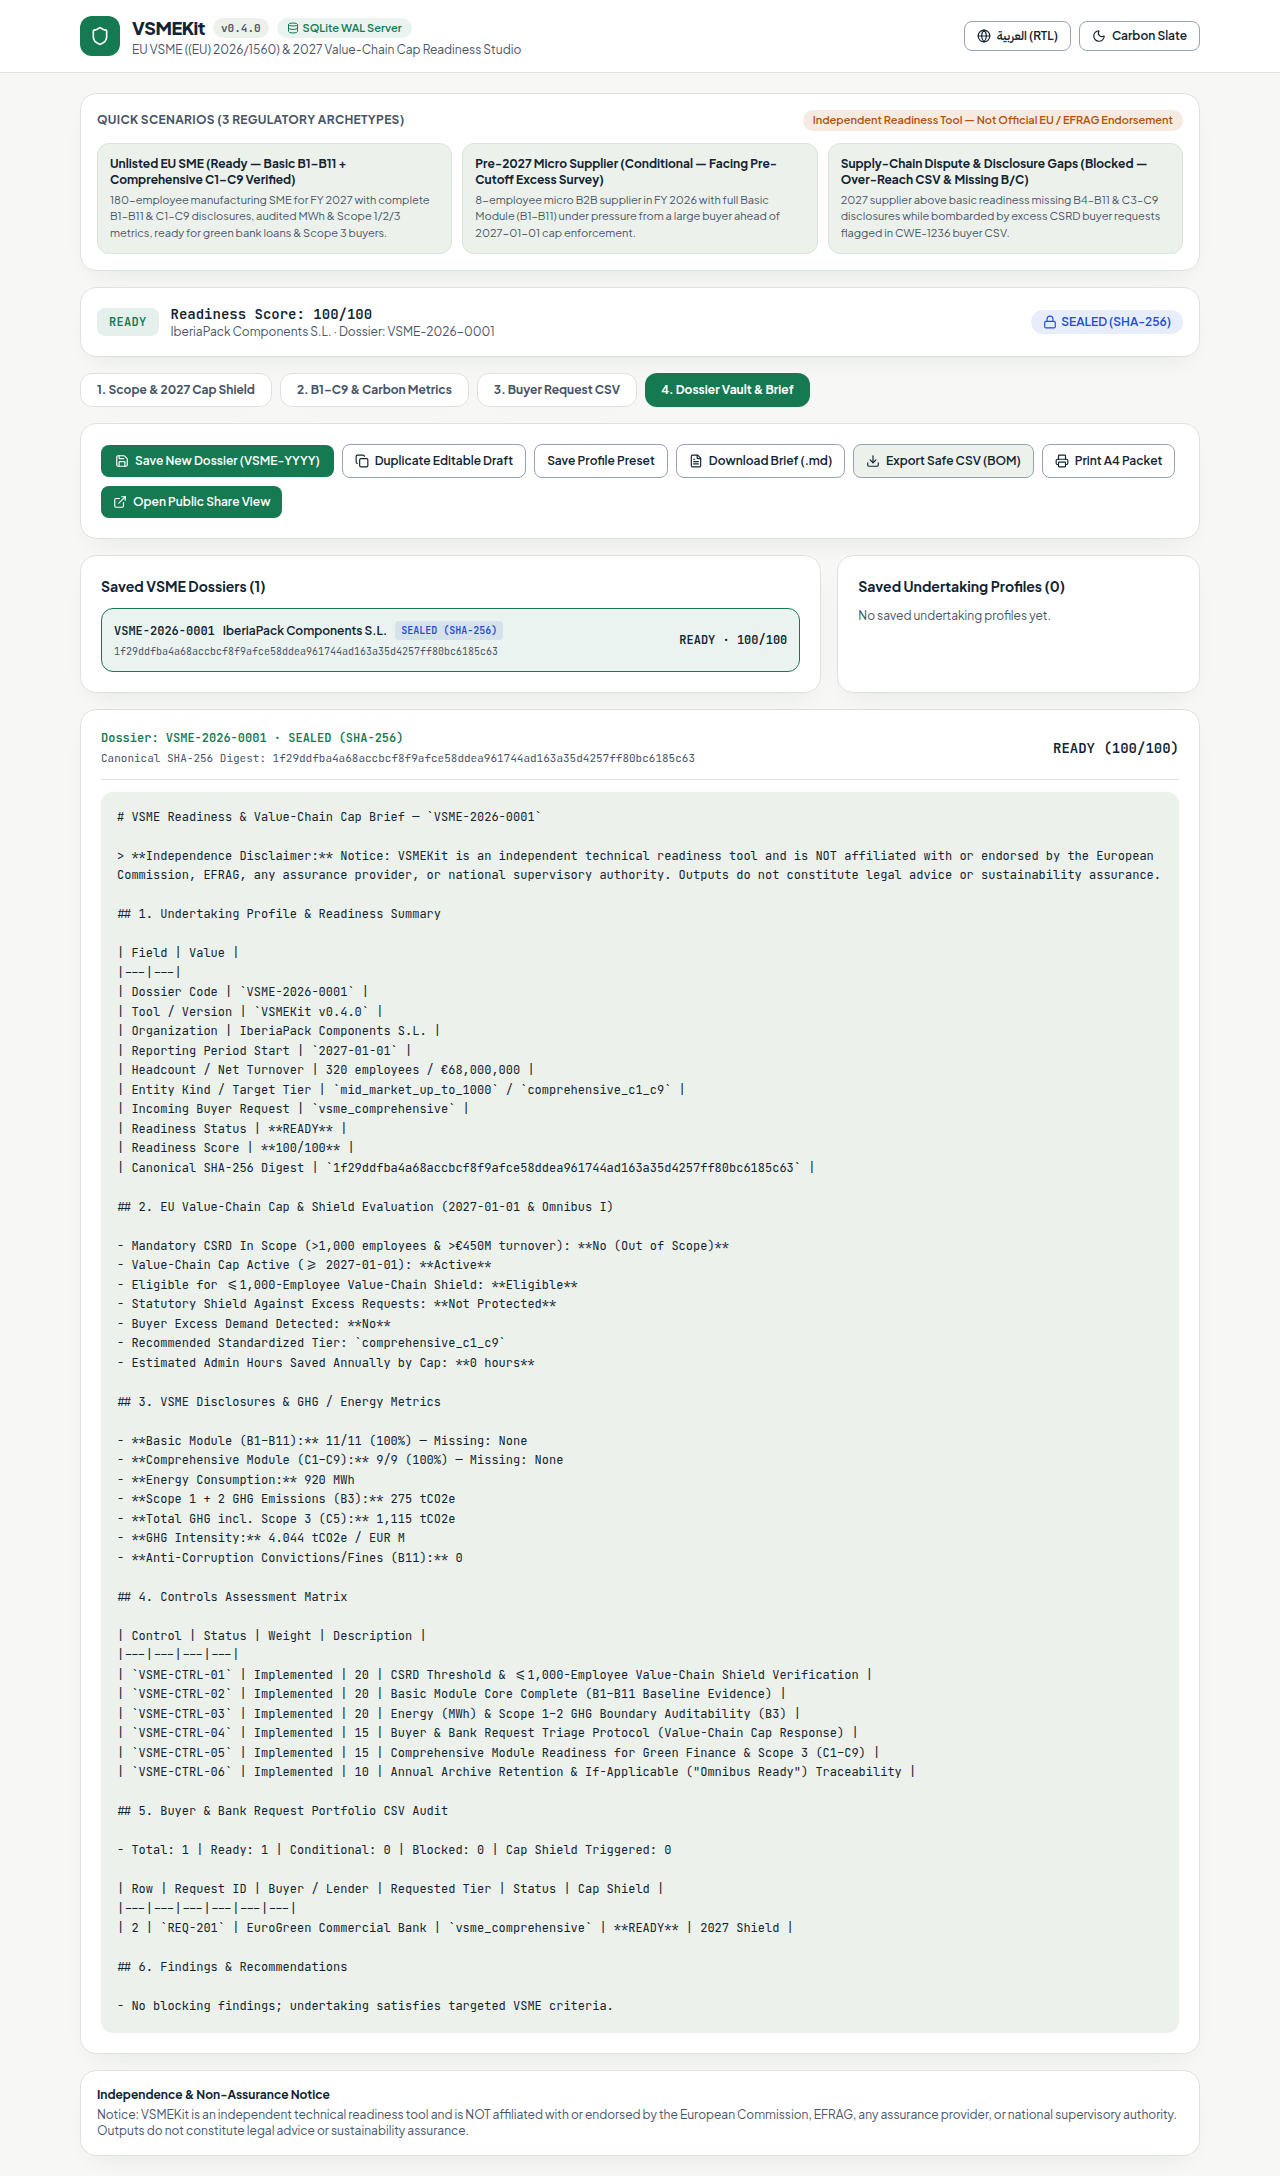 VSMEKit v0.4.0 SQLite WAL Server
EU VSME ((EU) 2026/1560) & 2027 Value-Chain Cap Readiness Studio
العربية (RTL)
Carbon Slate
QUICK SCENARIOS (3 REGULATORY ARCHETYPES)
Independent Readiness Tool — Not Official EU / EFRAG Endorsement
Unlisted EU SME (Ready — Basic B1–B11 +
Comprehensive C1–C9 Verified)
180-employee manufacturing SME for FY 2027 with complete
B1–B11 & C1–C9 disclosures, audited MWh & Scope 1/2/3
metrics, ready for green bank loans & Scope 3 buyers.
Pre-2027 Micro Supplier (Conditional — Facing Pre-
Cutoff Excess Survey)
8-employee micro B2B supplier in FY 2026 with full Basic
Module (B1–B11) under pressure from a large buyer ahead of
2027-01-01 cap enforcement.
Supply-Chain Dispute & Disclosure Gaps (Blocked —
Over-Reach CSV & Missing B/C)
2027 supplier above basic readiness missing B4–B11 & C3–C9
disclosures while bombarded by excess CSRD buyer requests
flagged in CWE-1236 buyer CSV.
READY
Readiness Score: 100/100
IberiaPack Components S.L. · Dossier: VSME-2026-0001
SEALED (SHA-256)
1. Scope & 2027 Cap Shield
2. B1–C9 & Carbon Metrics
3. Buyer Request CSV
4. Dossier Vault & Brief
Save New Dossier (VSME-YYYY)
Duplicate Editable Draft
Save Profile Preset
Download Brief (.md)
Export Safe CSV (BOM)
Print A4 Packet
Open Public Share View
Saved VSME Dossiers (1)
VSME-2026-0001 IberiaPack Components S.L. SEALED (SHA-256)
1f29ddfba4a68accbcf8f9afce58ddea961744ad163a35d4257ff80bc6185c63
READY · 100/100
Saved Undertaking Profiles (0)
No saved undertaking profiles yet.
Dossier: VSME-2026-0001 · SEALED (SHA-256)
Canonical SHA-256 Digest: 1f29ddfba4a68accbcf8f9afce58ddea961744ad163a35d4257ff80bc6185c63
READY (100/100)
# VSME Readiness & Value-Chain Cap Brief — `VSME-2026-0001`
> **Independence Disclaimer:** Notice: VSMEKit is an independent technical readiness tool and is NOT affiliated with or endorsed by the European
Commission, EFRAG, any assurance provider, or national supervisory authority. Outputs do not constitute legal advice or sustainability assurance.
## 1. Undertaking Profile & Readiness Summary
| Field | Value |
|---|---|
| Dossier Code | `VSME-2026-0001` |
| Tool / Version | `VSMEKit v0.4.0` |
| Organization | IberiaPack Components S.L. |
| Reporting Period Start | `2027-01-01` |
| Headcount / Net Turnover | 320 employees / €68,000,000 |
| Entity Kind / Target Tier | `mid_market_up_to_1000` / `comprehensive_c1_c9` |
| Incoming Buyer Request | `vsme_comprehensive` |
| Readiness Status | **READY** |
| Readiness Score | **100/100** |
| Canonical SHA-256 Digest | `1f29ddfba4a68accbcf8f9afce58ddea961744ad163a35d4257ff80bc6185c63` |
## 2. EU Value-Chain Cap & Shield Evaluation (2027-01-01 & Omnibus I)
- Mandatory CSRD In Scope (>1,000 employees & >€450M turnover): **No (Out of Scope)**
- Value-Chain Cap Active (≥ 2027-01-01): **Active**
- Eligible for ≤1,000-Employee Value-Chain Shield: **Eligible**
- Statutory Shield Against Excess Requests: **Not Protected**
- Buyer Excess Demand Detected: **No**
- Recommended Standardized Tier: `comprehensive_c1_c9`
- Estimated Admin Hours Saved Annually by Cap: **0 hours**
## 3. VSME Disclosures & GHG / Energy Metrics
- **Basic Module (B1–B11):** 11/11 (100%) — Missing: None
- **Comprehensive Module (C1–C9):** 9/9 (100%) — Missing: None
- **Energy Consumption:** 920 MWh
- **Scope 1 + 2 GHG Emissions (B3):** 275 tCO2e
- **Total GHG incl. Scope 3 (C5):** 1,115 tCO2e
- **GHG Intensity:** 4.044 tCO2e / EUR M
- **Anti-Corruption Convictions/Fines (B11):** 0
## 4. Controls Assessment Matrix
| Control | Status | Weight | Description |
|---|---|---|---|
| `VSME-CTRL-01` | Implemented | 20 | CSRD Threshold & ≤1,000-Employee Value-Chain Shield Verification |
| `VSME-CTRL-02` | Implemented | 20 | Basic Module Core Complete (B1–B11 Baseline Evidence) |
| `VSME-CTRL-03` | Implemented | 20 | Energy (MWh) & Scope 1–2 GHG Boundary Auditability (B3) |
| `VSME-CTRL-04` | Implemented | 15 | Buyer & Bank Request Triage Protocol (Value-Chain Cap Response) |
| `VSME-CTRL-05` | Implemented | 15 | Comprehensive Module Readiness for Green Finance & Scope 3 (C1–C9) |
| `VSME-CTRL-06` | Implemented | 10 | Annual Archive Retention & If-Applicable ("Omnibus Ready") Traceability |
## 5. Buyer & Bank Request Portfolio CSV Audit
- Total: 1 | Ready: 1 | Conditional: 0 | Blocked: 0 | Cap Shield Triggered: 0
| Row | Request ID | Buyer / Lender | Requested Tier | Status | Cap Shield |
|---|---|---|---|---|---|
| 2 | `REQ-201` | EuroGreen Commercial Bank | `vsme_comprehensive` | **READY** | 2027 Shield |
## 6. Findings & Recommendations
- No blocking findings; undertaking satisfies targeted VSME criteria.
Independence & Non-Assurance Notice
Notice: VSMEKit is an independent technical readiness tool and is NOT affiliated with or endorsed by the European Commission, EFRAG, any assurance provider, or national supervisory authority.
Outputs do not constitute legal advice or sustainability assurance.